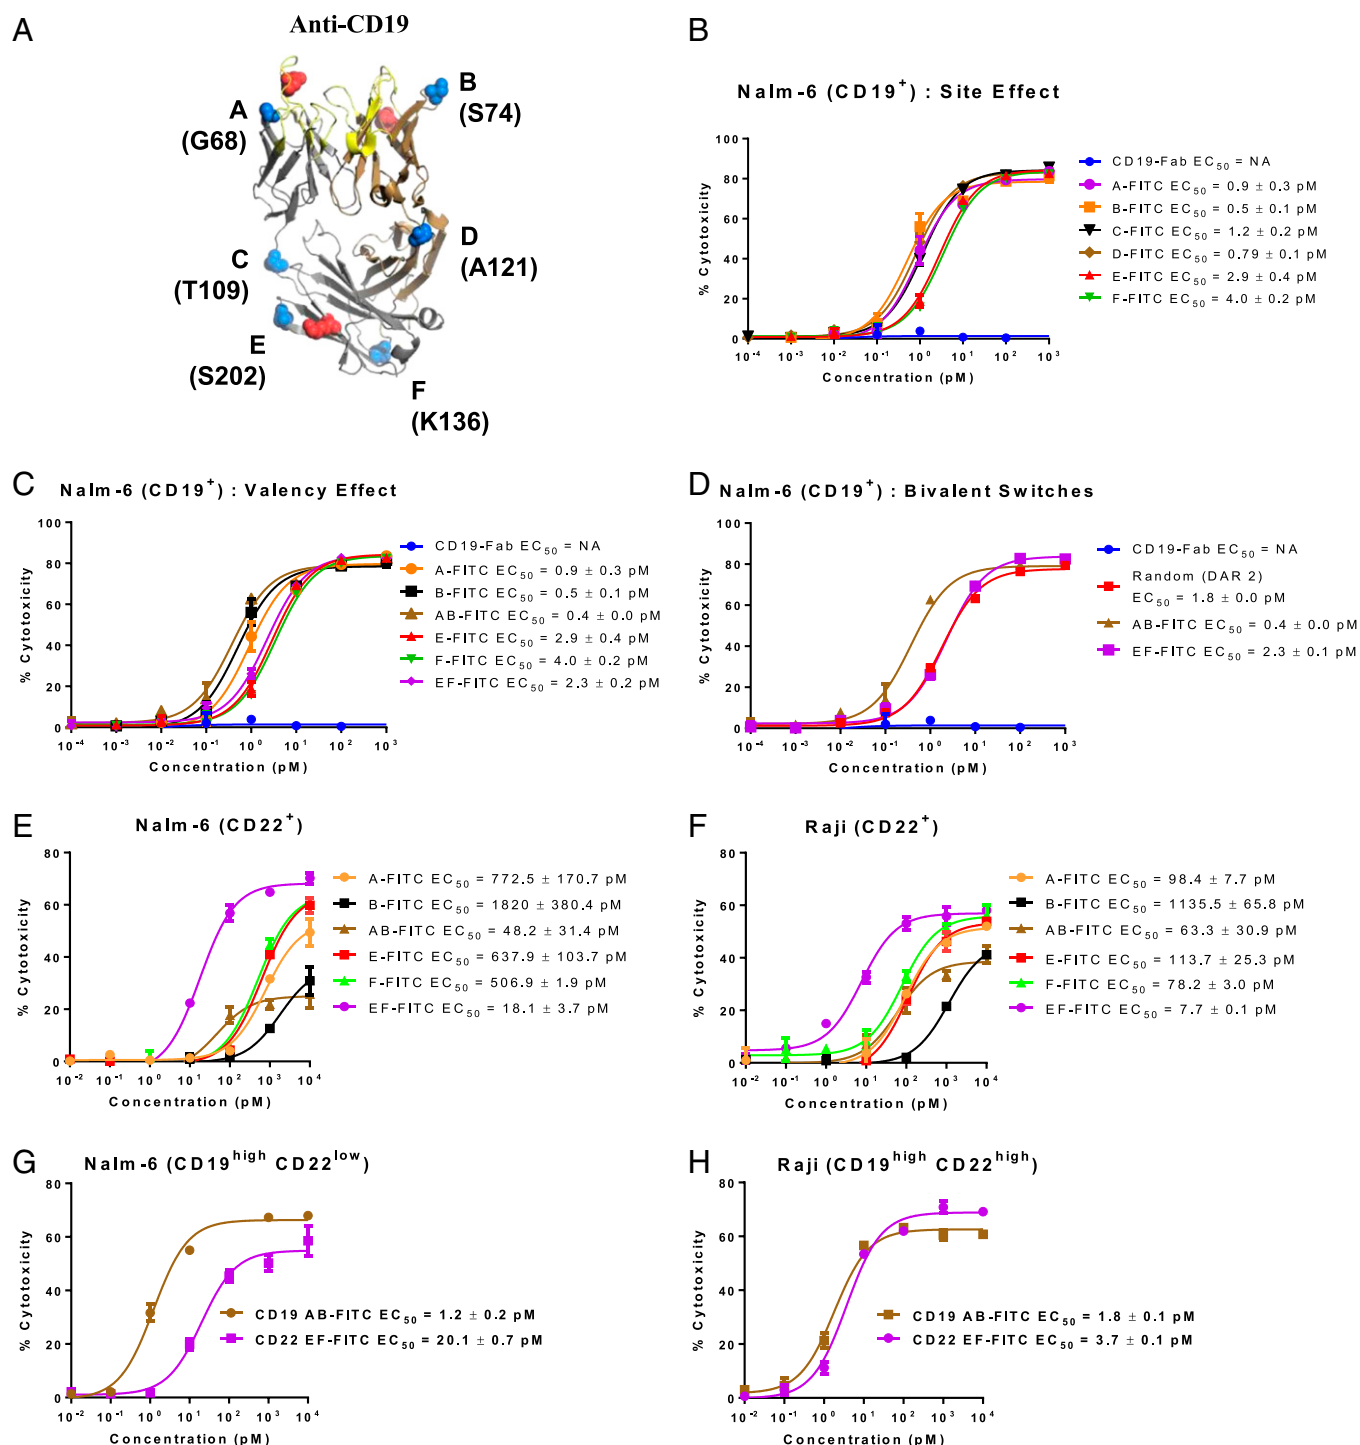 A
Anti-CD19
A
(G68)
B
(S74)
C
(T109)
D
(A121)
E
(S202)
F
(K136)
B
Nalm-6 (CD19⁺) : Site Effect
% Cytotoxicity
100
80
60
40
20
0
10⁻⁴ 10⁻³ 10⁻² 10⁻¹ 10⁰ 10¹ 10² 10³
Concentration (pM)
CD19-Fab EC₅₀ = NA
A-FITC EC₅₀ = 0.9 ± 0.3 pM
B-FITC EC₅₀ = 0.5 ± 0.1 pM
C-FITC EC₅₀ = 1.2 ± 0.2 pM
D-FITC EC₅₀ = 0.79 ± 0.1 pM
E-FITC EC₅₀ = 2.9 ± 0.4 pM
F-FITC EC₅₀ = 4.0 ± 0.2 pM
C
Nalm-6 (CD19⁺) : Valency Effect
% Cytotoxicity
100
80
60
40
20
0
10⁻⁴ 10⁻³ 10⁻² 10⁻¹ 10⁰ 10¹ 10² 10³
Concentration (pM)
CD19-Fab EC₅₀ = NA
A-FITC EC₅₀ = 0.9 ± 0.3 pM
B-FITC EC₅₀ = 0.5 ± 0.1 pM
AB-FITC EC₅₀ = 0.4 ± 0.0 pM
E-FITC EC₅₀ = 2.9 ± 0.4 pM
F-FITC EC₅₀ = 4.0 ± 0.2 pM
EF-FITC EC₅₀ = 2.3 ± 0.2 pM
D
Nalm-6 (CD19⁺) : Bivalent Switches
% Cytotoxicity
100
80
60
40
20
0
10⁻⁴ 10⁻³ 10⁻² 10⁻¹ 10⁰ 10¹ 10² 10³
Concentration (pM)
CD19-Fab EC₅₀ = NA
Random (DAR 2)
EC₅₀ = 1.8 ± 0.0 pM
AB-FITC EC₅₀ = 0.4 ± 0.0 pM
EF-FITC EC₅₀ = 2.3 ± 0.1 pM
E
Nalm-6 (CD22⁺)
% Cytotoxicity
80
60
40
20
0
10⁻² 10⁻¹ 10⁰ 10¹ 10² 10³ 10⁴
Concentration (pM)
A-FITC EC₅₀ = 772.5 ± 170.7 pM
B-FITC EC₅₀ = 1820 ± 380.4 pM
AB-FITC EC₅₀ = 48.2 ± 31.4 pM
E-FITC EC₅₀ = 637.9 ± 103.7 pM
F-FITC EC₅₀ = 506.9 ± 1.9 pM
EF-FITC EC₅₀ = 18.1 ± 3.7 pM
F
Raji (CD22⁺)
% Cytotoxicity
80
60
40
20
0
10⁻² 10⁻¹ 10⁰ 10¹ 10² 10³ 10⁴
Concentration (pM)
A-FITC EC₅₀ = 98.4 ± 7.7 pM
B-FITC EC₅₀ = 1135.5 ± 65.8 pM
AB-FITC EC₅₀ = 63.3 ± 30.9 pM
E-FITC EC₅₀ = 113.7 ± 25.3 pM
F-FITC EC₅₀ = 78.2 ± 3.0 pM
EF-FITC EC₅₀ = 7.7 ± 0.1 pM
G
Nalm-6 (CD19ʰⁱᵍʰ CD22ˡᵒʷ)
% Cytotoxicity
80
60
40
20
0
10⁻² 10⁻¹ 10⁰ 10¹ 10² 10³ 10⁴
Concentration (pM)
CD19 AB-FITC EC₅₀ = 1.2 ± 0.2 pM
CD22 EF-FITC EC₅₀ = 20.1 ± 0.7 pM
H
Raji (CD19ʰⁱᵍʰ CD22ʰⁱᵍʰ)
% Cytotoxicity
80
60
40
20
0
10⁻² 10⁻¹ 10⁰ 10¹ 10² 10³ 10⁴
Concentration (pM)
CD19 AB-FITC EC₅₀ = 1.8 ± 0.1 pM
CD22 EF-FITC EC₅₀ = 3.7 ± 0.1 pM